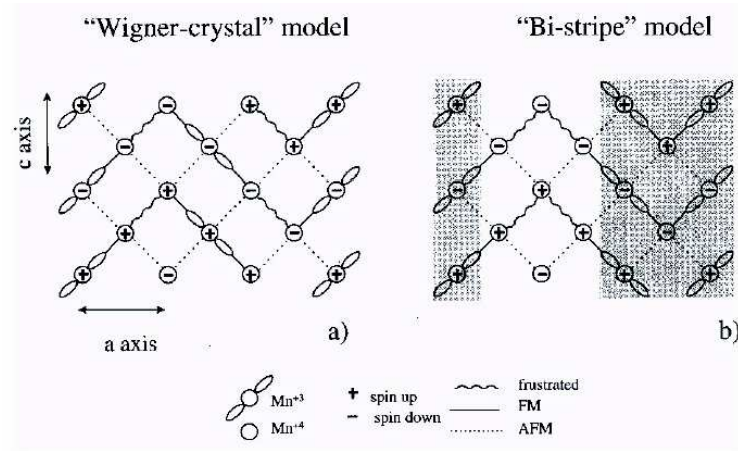 “Wigner-crystal” model
“Bi-stripe” model
c axis
a axis
a)
b)
Mn+3
Mn+4
+ spin up
− spin down
frustrated
FM
AFM